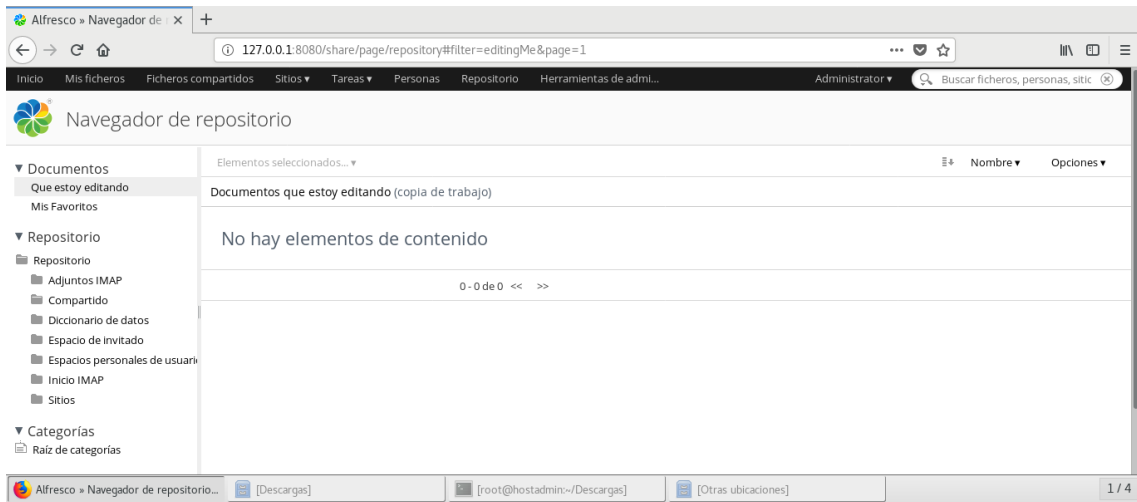 Alfresco » Navegador de
127.0.0.1:8080/share/page/repository#filter=editingMe&page=1
Inicio Mis ficheros Ficheros compartidos Sitios Tareas Personas Repositorio Herramientas de admi... Administrator Buscar ficheros, personas, sitic
Navegador de repositorio
Documentos
Que estoy editando
Mis Favoritos
Repositorio
Repositorio
Adjuntos IMAP
Compartido
Diccionario de datos
Espacio de invitado
Espacios personales de usuari
Inicio IMAP
Sitios
Categorías
Raíz de categorías
Elementos seleccionados... Nombre Opciones
Documentos que estoy editando (copia de trabajo)
No hay elementos de contenido
0 - 0 de 0 << >>
Alfresco » Navegador de repositorio... [Descargas] [root@hostadmin:~/Descargas] [Otras ubicaciones] 1 / 4